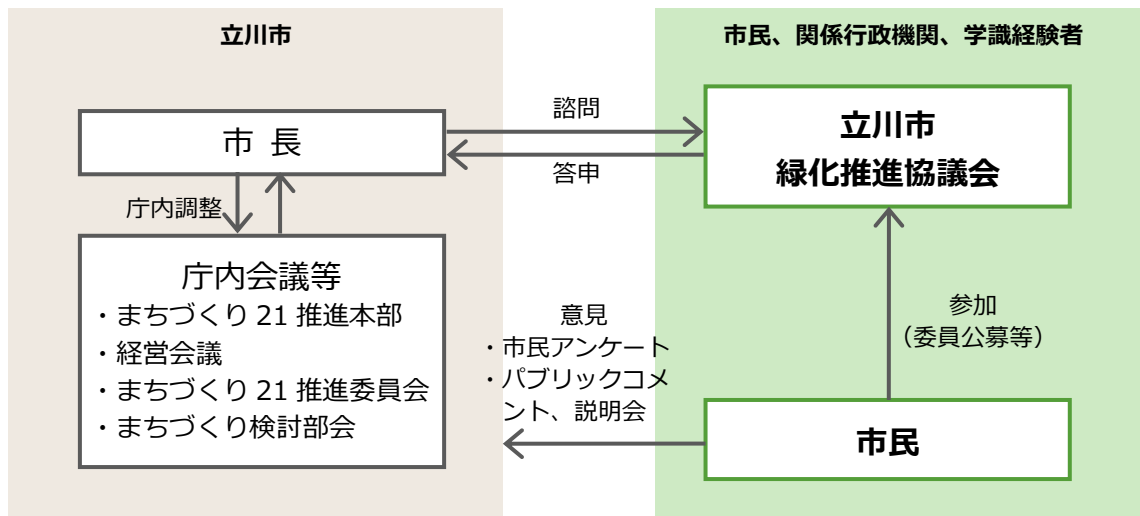 立川市
市民、関係行政機関、学識経験者
市 長
諮問
答申
立川市
緑化推進協議会
庁内調整
庁内会議等
・まちづくり 21 推進本部
・経営会議
・まちづくり 21 推進委員会
・まちづくり検討部会
意見
・市民アンケート
・パブリックコメ
ント、説明会
参加
（委員公募等）
市民